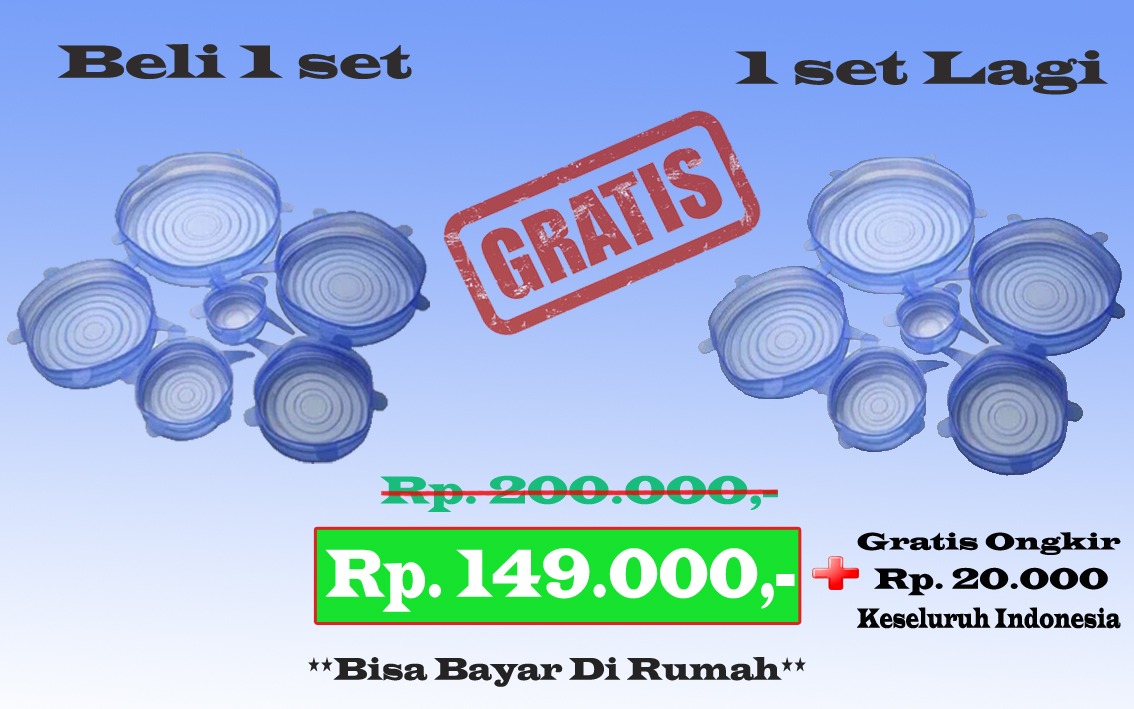 Beli 1 set
1 set Lagi
GRATIS
Rp. 200.000,-
Rp. 149.000,-
Gratis Ongkir
Rp. 20.000
Keseluruh Indonesia
**Bisa Bayar Di Rumah**